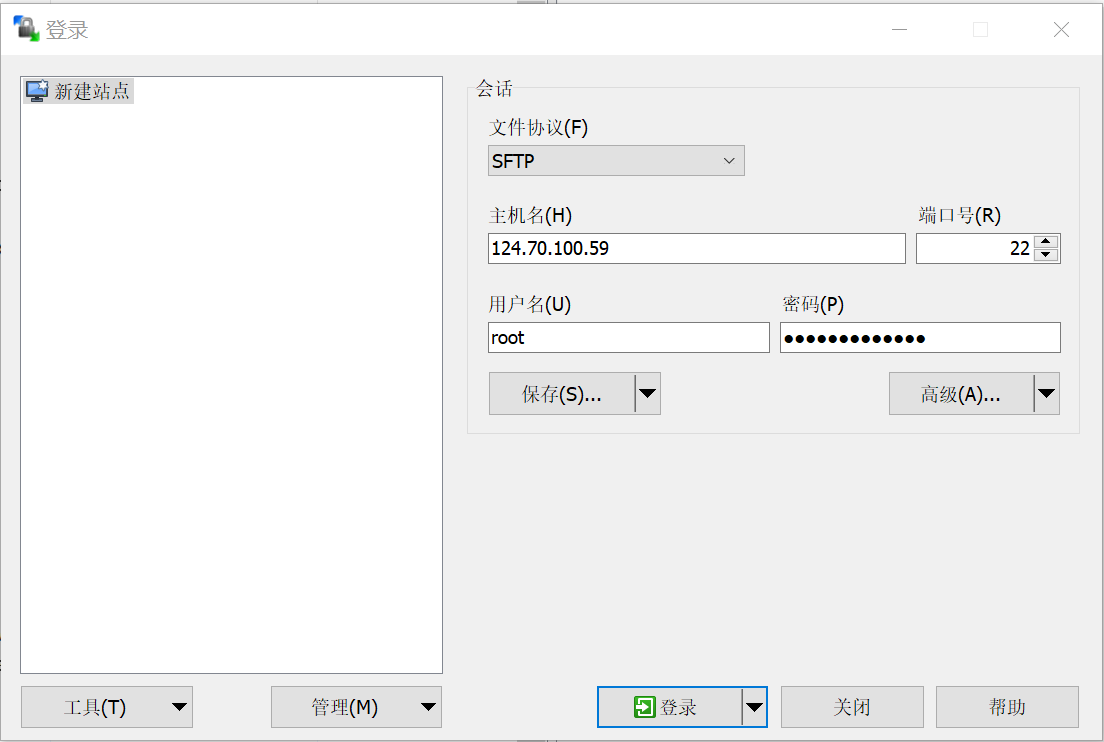 登录
新建站点
会话
文件协议(F)
SFTP
主机名(H)
端口号(R)
124.70.100.59
22
用户名(U)
密码(P)
root
●●●●●●●●●●●●●
保存(S)...
高级(A)...
工具(T)
管理(M)
登录
关闭
帮助